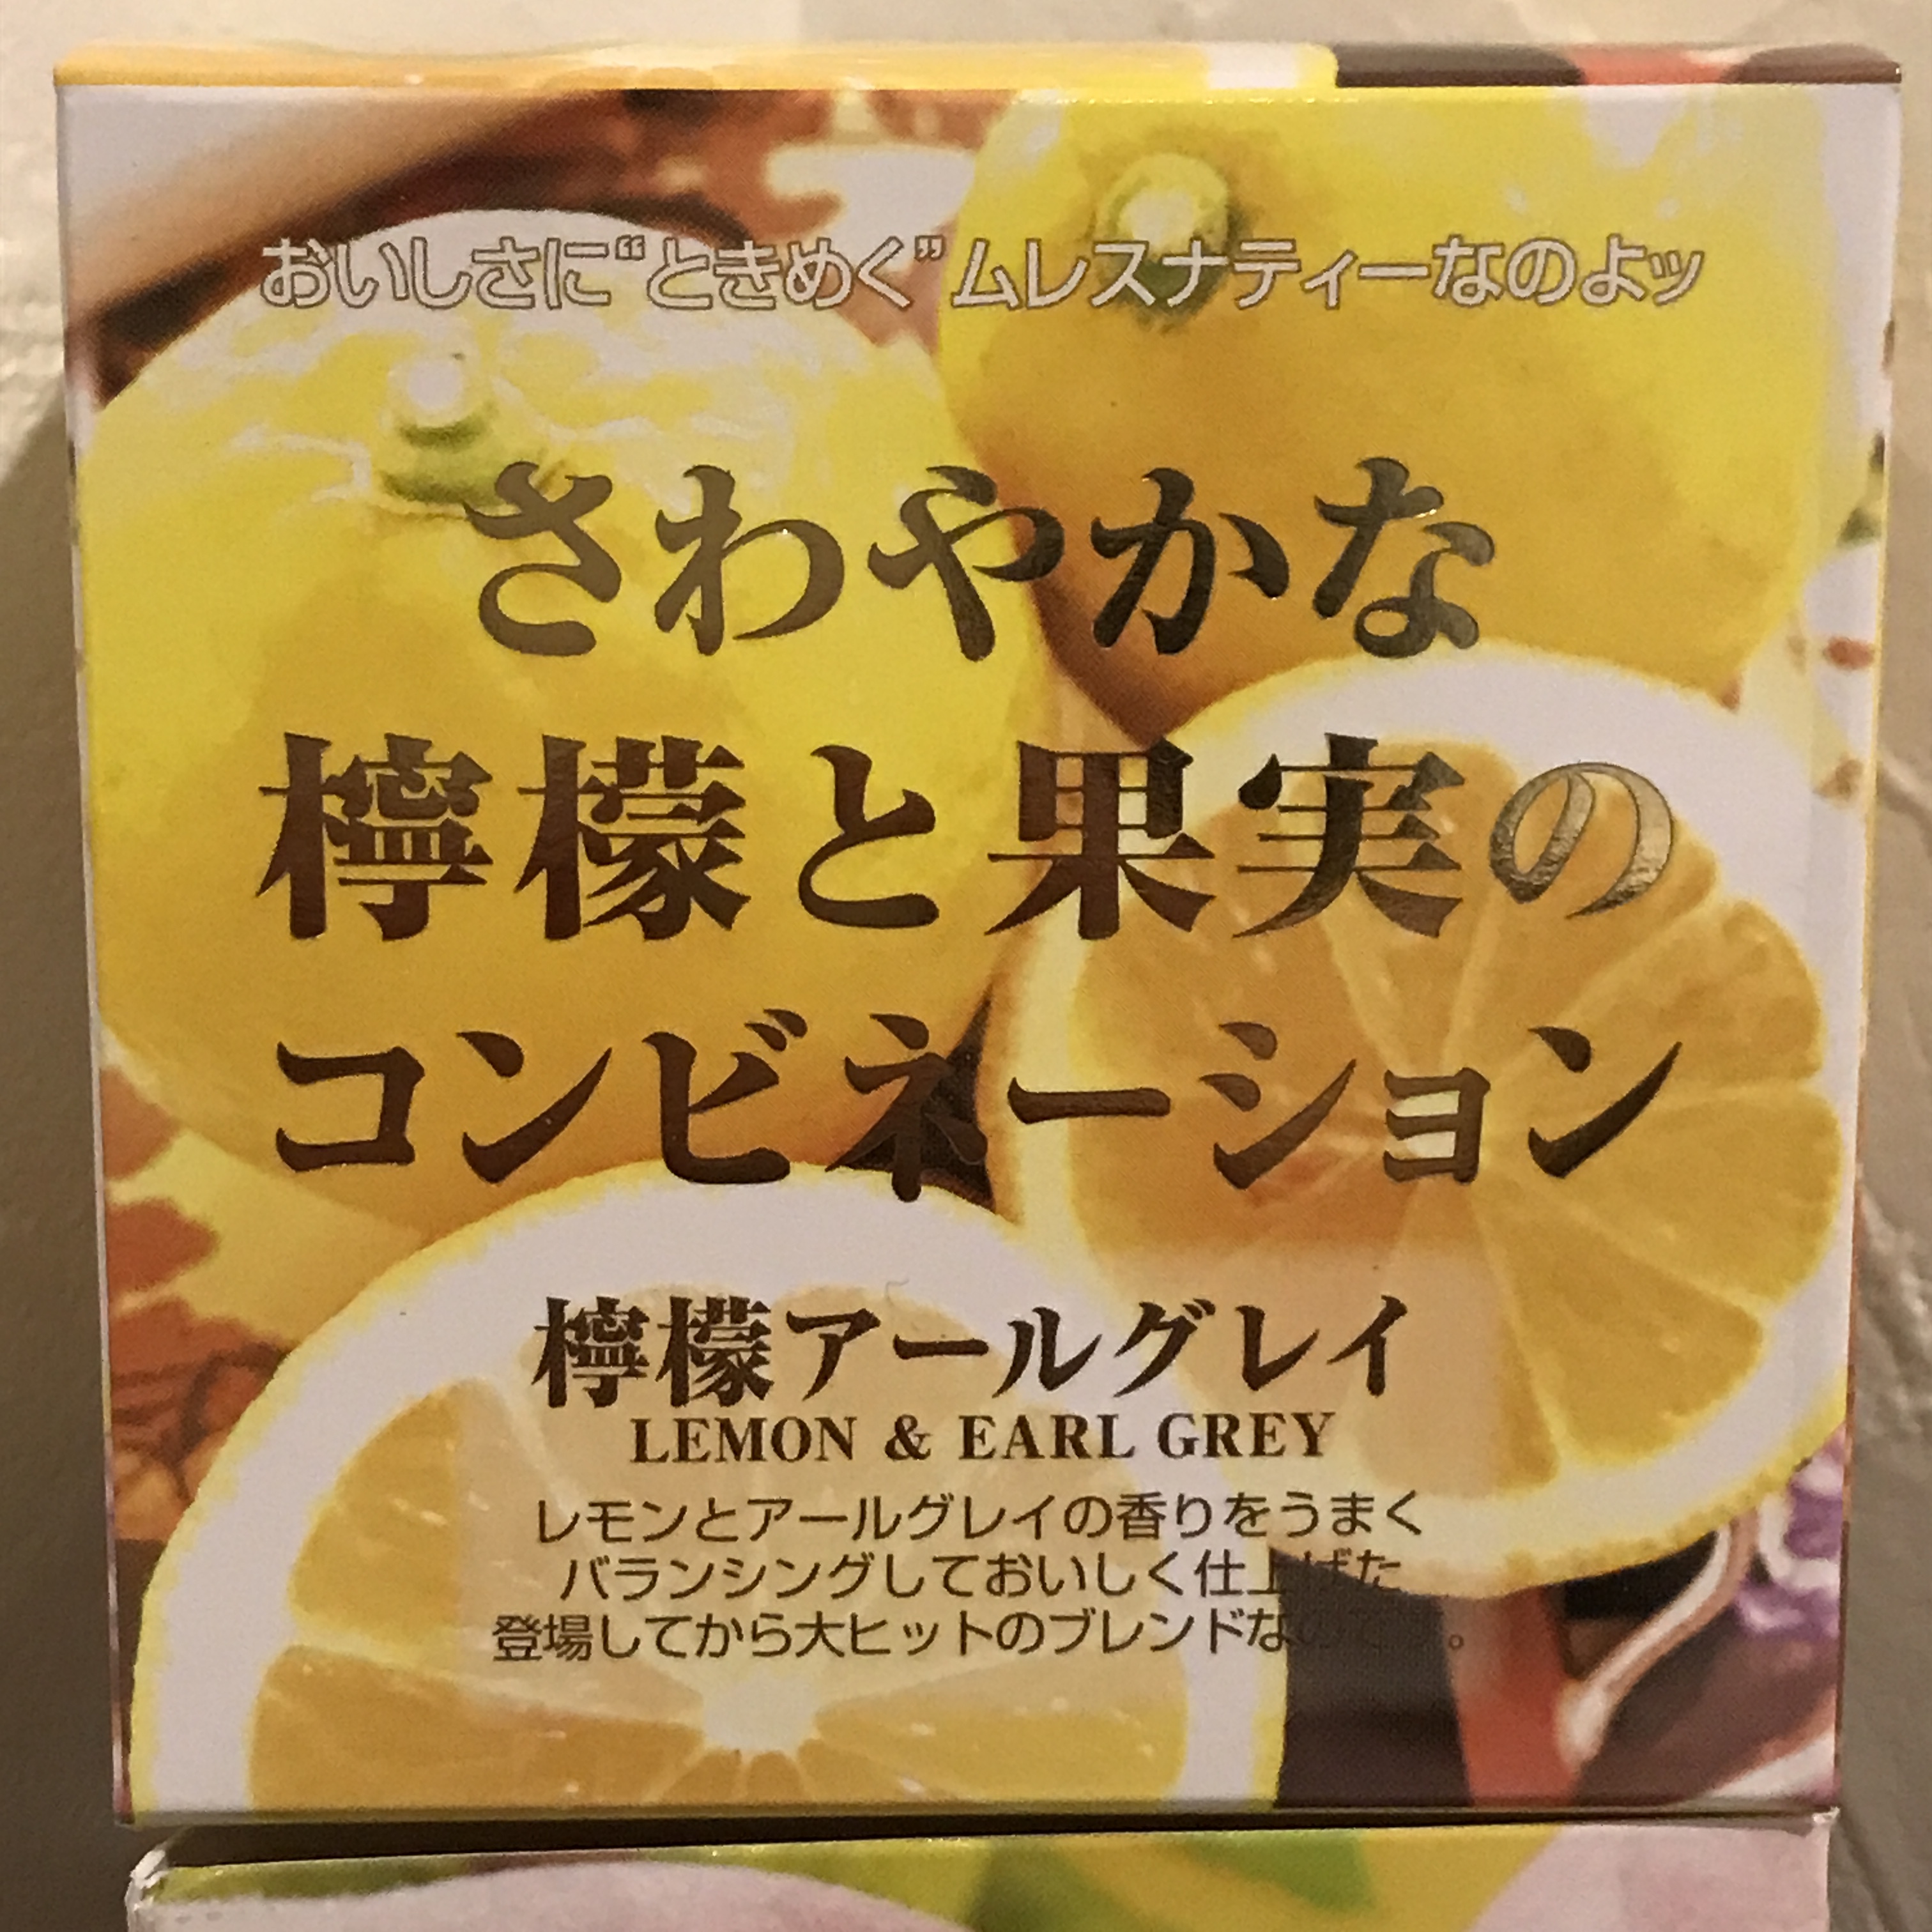 おいしさに“ときめく”ムレスナティーなのよッ
さわやかな
檸檬と果実の
コンビネーション
檸檬アールグレイ
LEMON & EARL GREY
レモンとアールグレイの香りをうまく
バランシングしておいしく仕上げた
登場してから大ヒットのブレンドなのです。